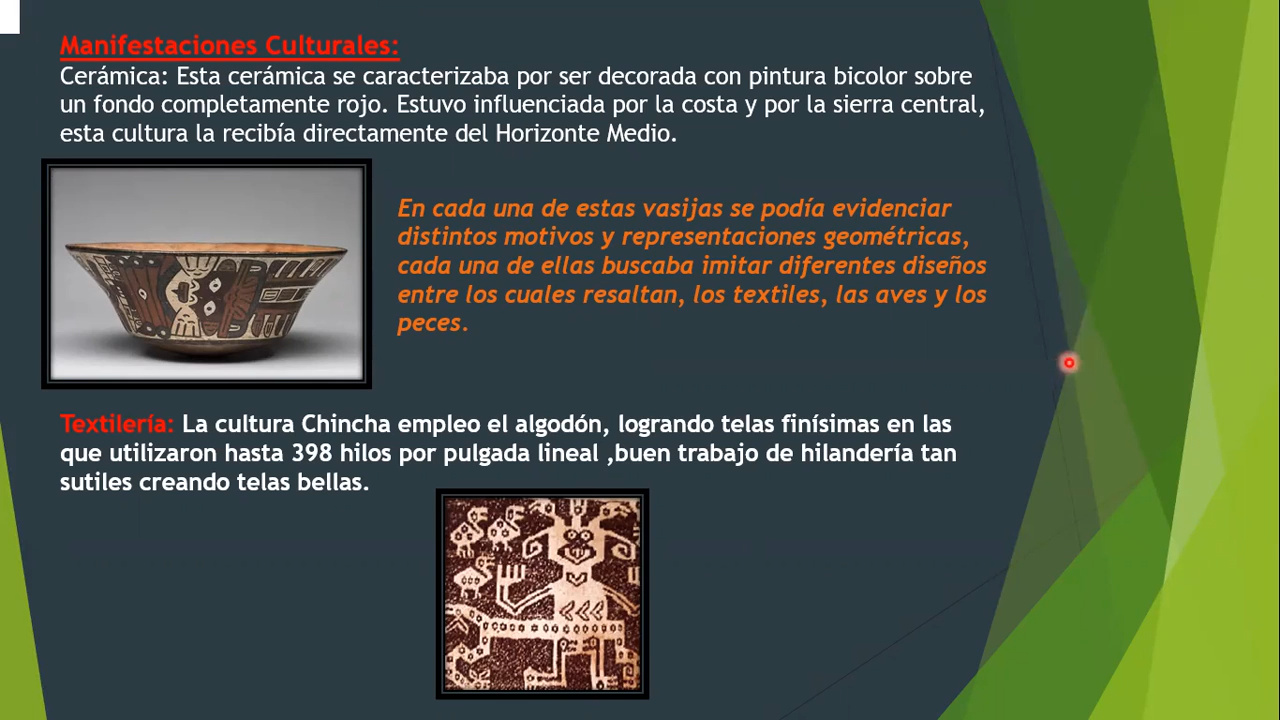 Manifestaciones Culturales:
Cerámica: Esta cerámica se caracterizaba por ser decorada con pintura bicolor sobre
un fondo completamente rojo. Estuvo influenciada por la costa y por la sierra central,
esta cultura la recibía directamente del Horizonte Medio.
En cada una de estas vasijas se podía evidenciar
distintos motivos y representaciones geométricas,
cada una de ellas buscaba imitar diferentes diseños
entre los cuales resaltan, los textiles, las aves y los
peces.
Textilería: La cultura Chincha empleo el algodón, logrando telas finísimas en las
que utilizaron hasta 398 hilos por pulgada lineal ,buen trabajo de hilandería tan
sutiles creando telas bellas.